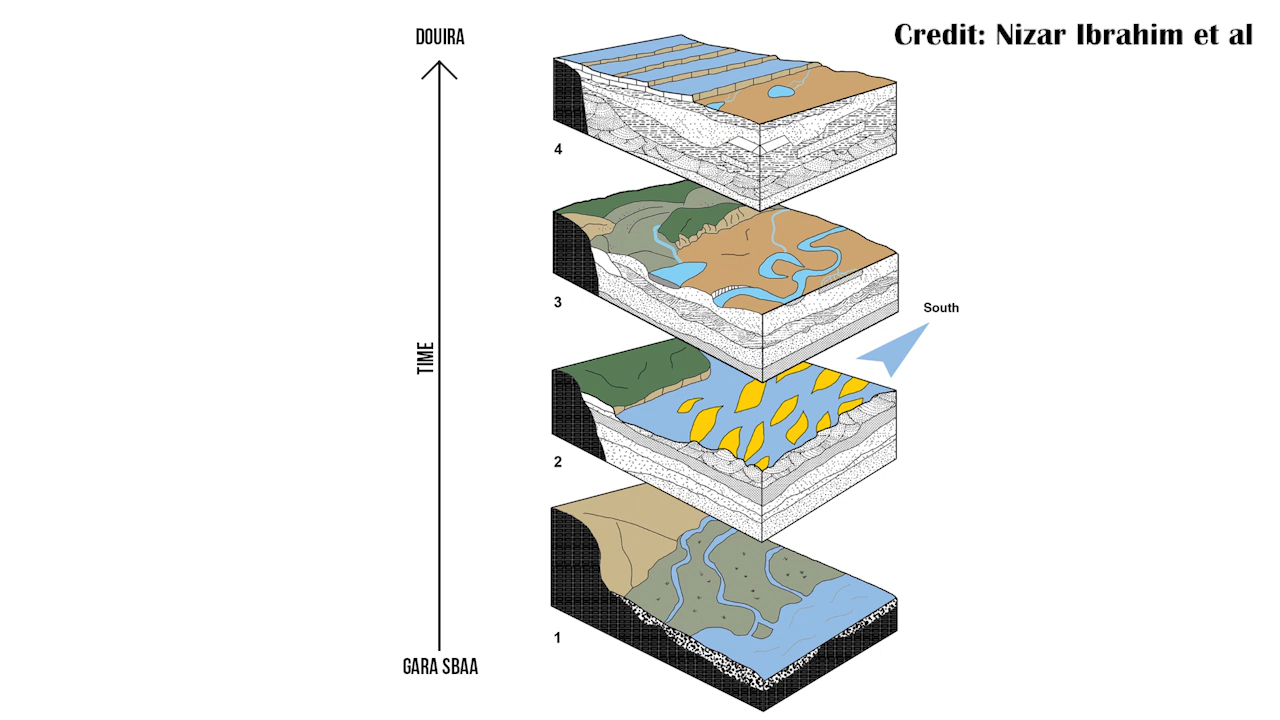 DOUIRA
Credit: Nizar Ibrahim et al
4
3
South
TIME
2
1
GARA SBAA